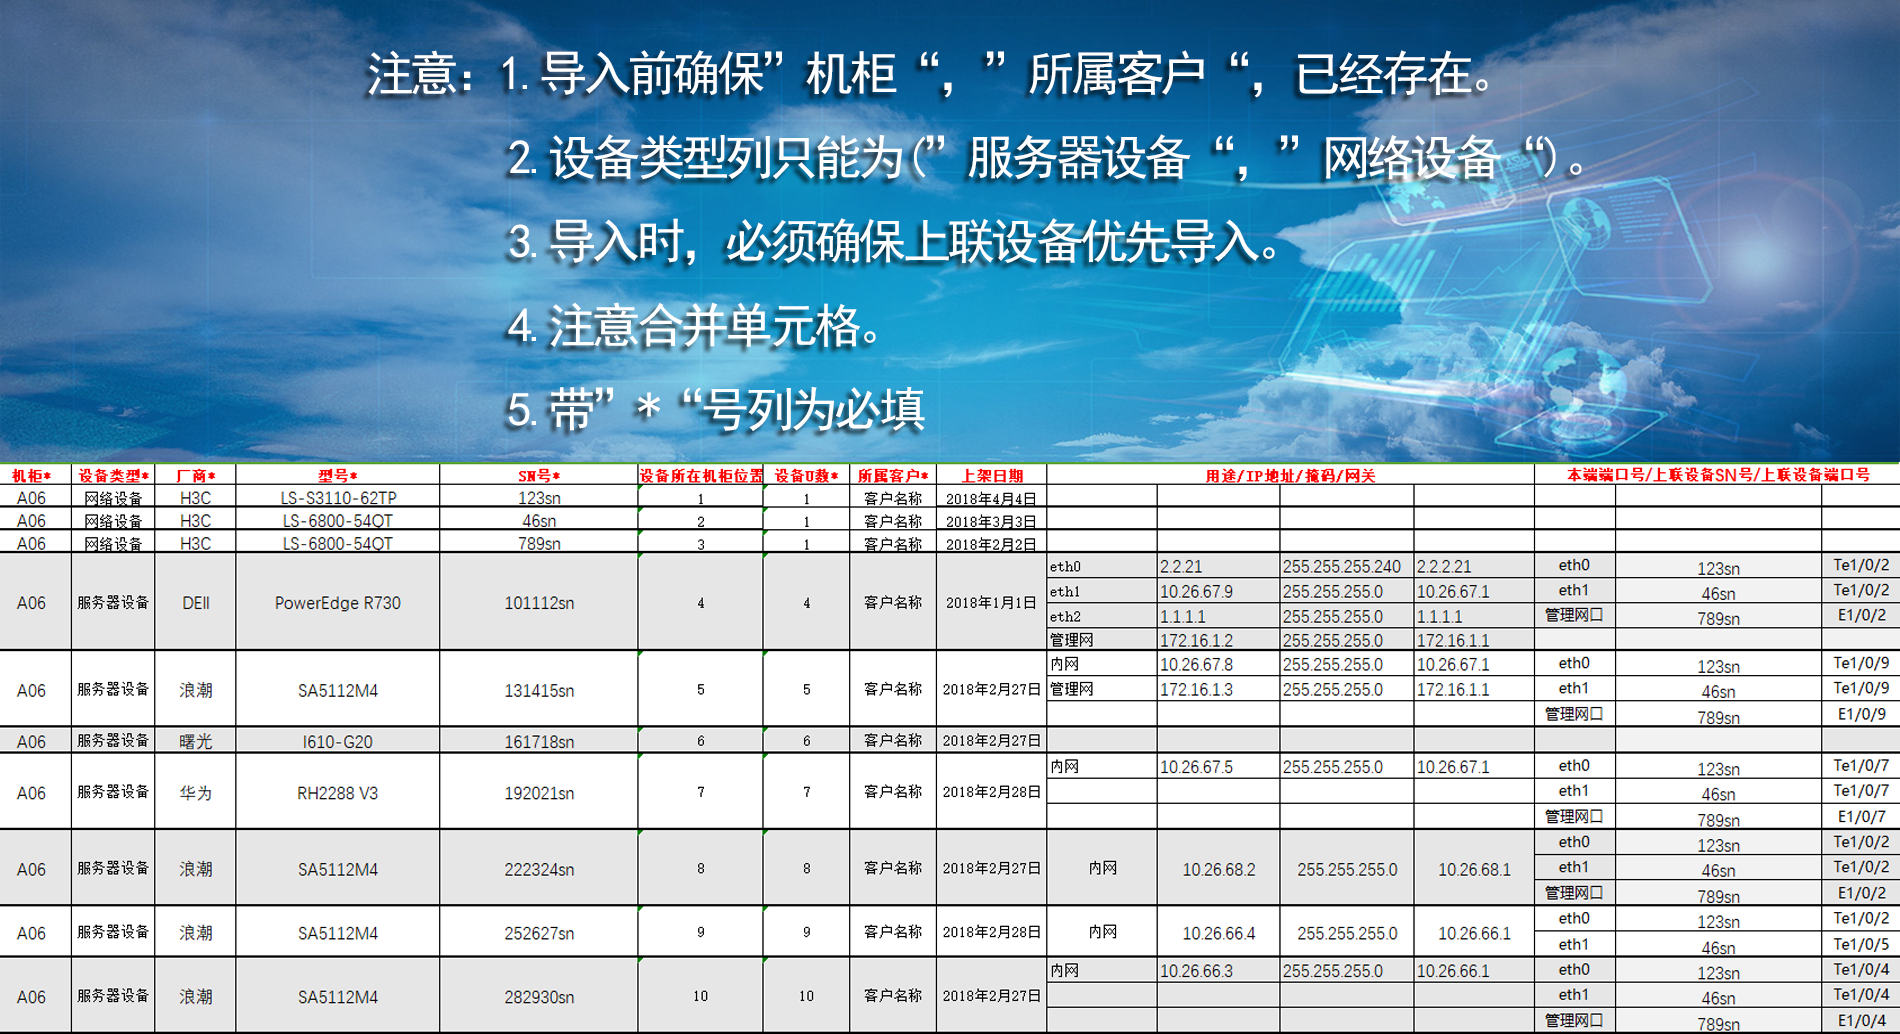 注意：1.导入前确保”机柜“，”所属客户“，已经存在。
2.设备类型列只能为(”服务器设备“，”网络设备“)。
3.导入时，必须确保上联设备优先导入。
4.注意合并单元格。
5.带”*“号列为必填
机柜* 设备类型* 厂商* 型号* SN号* 设备所在机柜位置 设备U数* 所属客户* 上架日期 用途/IP地址/掩码/网关 本端端口号/上联设备SN号/上联设备端口号
A06 网络设备 H3C LS-S3110-62TP 123sn 1 1 客户名称 2018年4月4日
A06 网络设备 H3C LS-6800-54QT 46sn 2 1 客户名称 2018年3月3日
A06 网络设备 H3C LS-6800-54QT 789sn 3 1 客户名称 2018年2月2日
eth0 2.2.21 255.255.255.240 2.2.2.21 eth0 123sn Te1/0/2
eth1 10.26.67.9 255.255.255.0 10.26.67.1 eth1 46sn Te1/0/2
A06 服务器设备 DEll PowerEdge R730 101112sn 4 4 客户名称 2018年1月1日
eth2 1.1.1.1 255.255.255.0 1.1.1.1 管理网口 789sn E1/0/2
管理网 172.16.1.2 255.255.255.0 172.16.1.1
内网 10.26.67.8 255.255.255.0 10.26.67.1 eth0 123sn Te1/0/9
A06 服务器设备 浪潮 SA5112M4 131415sn 5 5 客户名称 2018年2月27日 管理网 172.16.1.3 255.255.255.0 172.16.1.1 eth1 46sn Te1/0/9
管理网口 789sn E1/0/9
A06 服务器设备 曙光 I610-G20 161718sn 6 6 客户名称 2018年2月27日
内网 10.26.67.5 255.255.255.0 10.26.67.1 eth0 123sn Te1/0/7
A06 服务器设备 华为 RH2288 V3 192021sn 7 7 客户名称 2018年2月28日 eth1 46sn Te1/0/7
管理网口 789sn E1/0/7
eth0 123sn Te1/0/2
A06 服务器设备 浪潮 SA5112M4 222324sn 8 8 客户名称 2018年2月27日 内网 10.26.68.2 255.255.255.0 10.26.68.1 eth1 46sn Te1/0/2
管理网口 789sn E1/0/2
eth0 123sn Te1/0/2
A06 服务器设备 浪潮 SA5112M4 252627sn 9 9 客户名称 2018年2月28日 内网 10.26.66.4 255.255.255.0 10.26.66.1
eth1 46sn Te1/0/5
内网 10.26.66.3 255.255.255.0 10.26.66.1 eth0 123sn Te1/0/4
A06 服务器设备 浪潮 SA5112M4 282930sn 10 10 客户名称 2018年2月27日 eth1 46sn Te1/0/4
管理网口 789sn E1/0/4